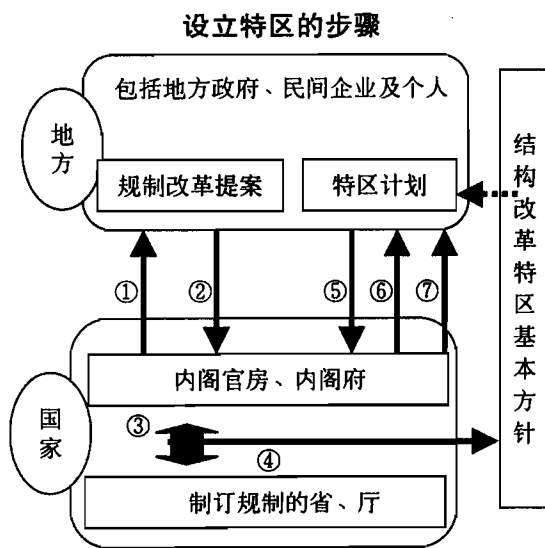 设立特区的步骤
包括地方政府、民间企业及个人
地方
规制改革提案
特区计划
① ② ⑤ ⑥ ⑦
内阁官房、内阁府
国家
③
④
制订规制的省、厅
结构改革特区基本方针